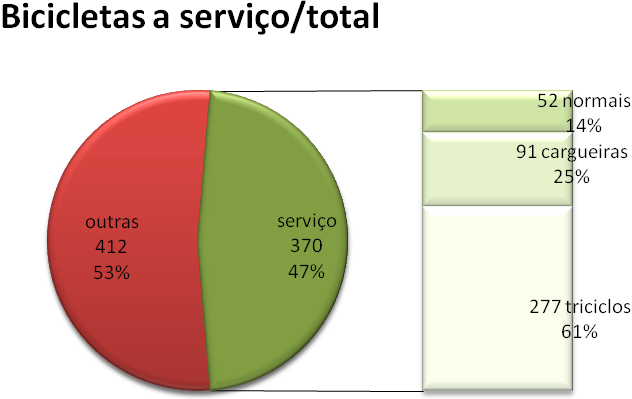 Bicicletas a serviço/total
outras
412
53%
serviço
370
47%
52 normais
14%
91 cargueiras
25%
277 triciclos
61%